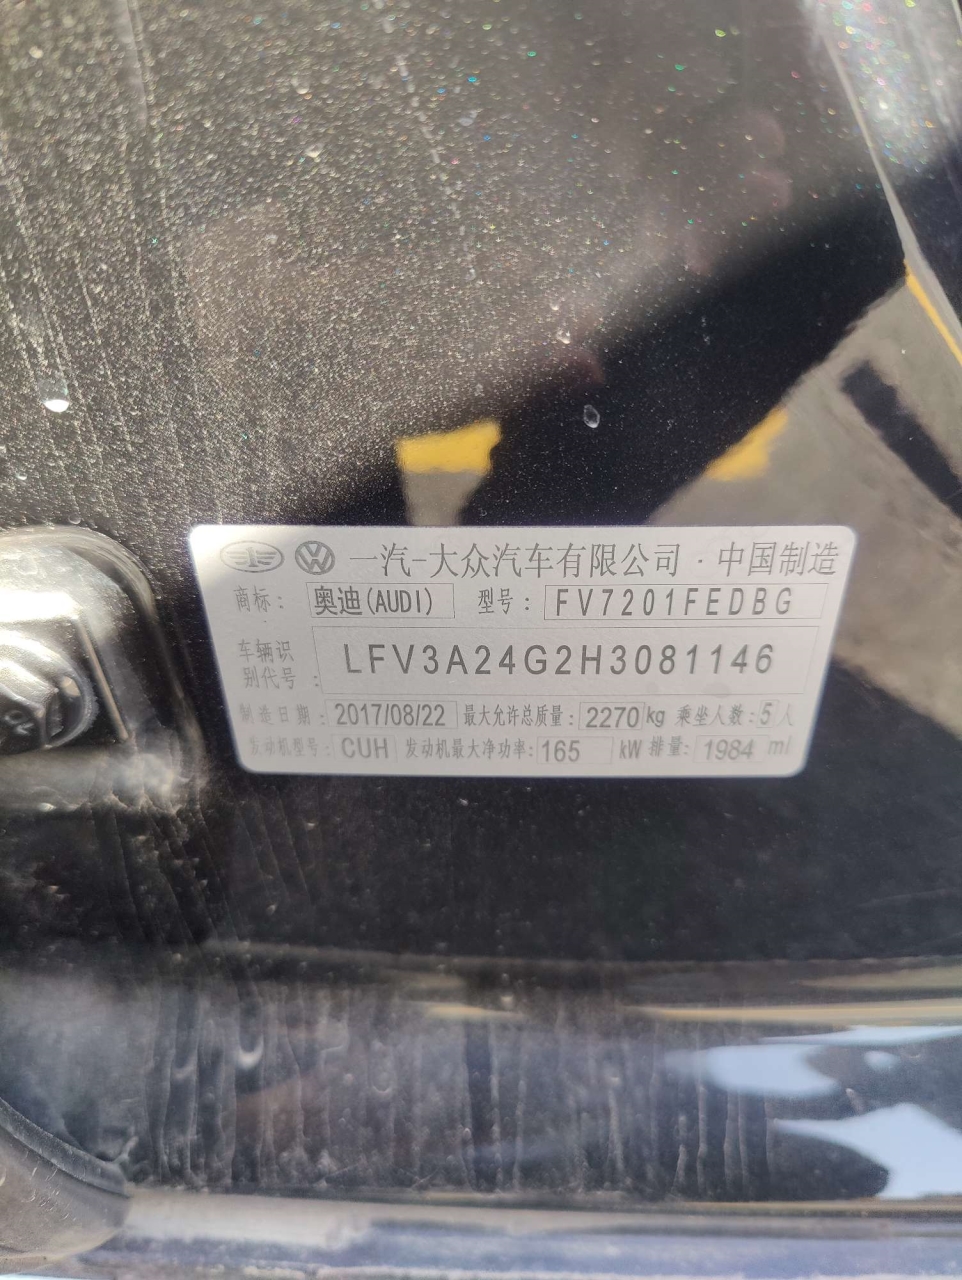 一汽-大众汽车有限公司·中国制造
商标: 奥迪(AUDI) 型号: FV7201FEDBG
车辆识别代号: LFV3A24G2H3081146
制造日期: 2017/08/22 最大允许总质量: 2270 kg 乘坐人数: 5 人
发动机型号: CUH 发动机最大净功率: 165 kW 排量: 1984 ml